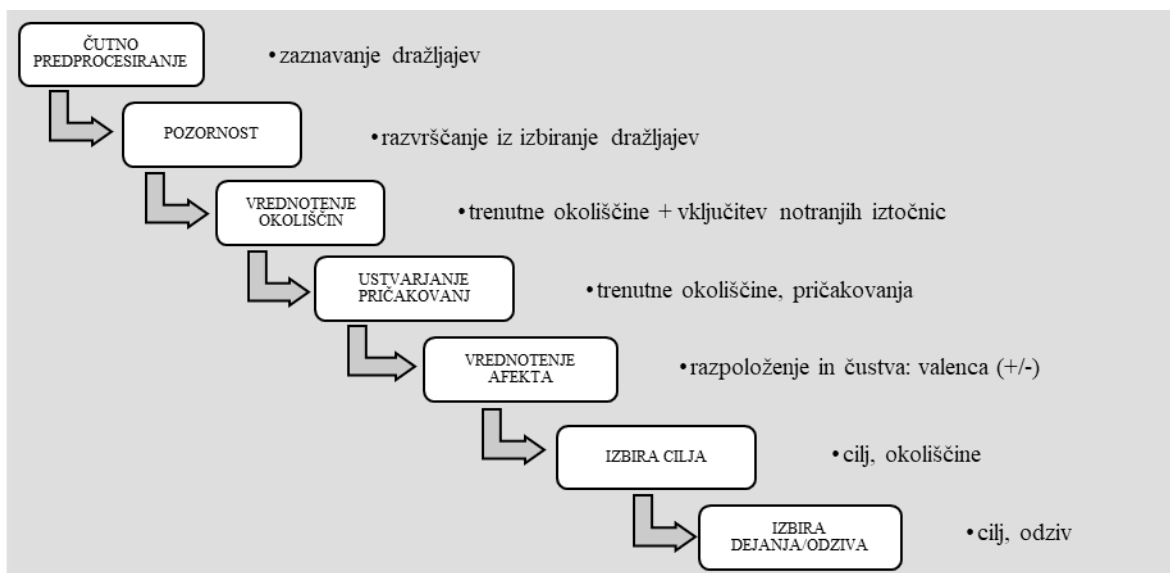 ČUTNO
PREDPROCESIRANJE
•zaznavanje dražljajev
POZORNOST
•razvrščanje iz izbiranje dražljajev
VREDNOTENJE
OKOLIŠČIN
•trenutne okoliščine + vključitev notranjih iztočnic
USTVARJANJE
PRIČAKOVANJ
•trenutne okoliščine, pričakovanja
VREDNOTENJE
AFEKTA
•razpoloženje in čustva: valenca (+/-)
IZBIRA CILJA
•cilj, okoliščine
IZBIRA
DEJANJA/ODZIVA
•cilj, odziv